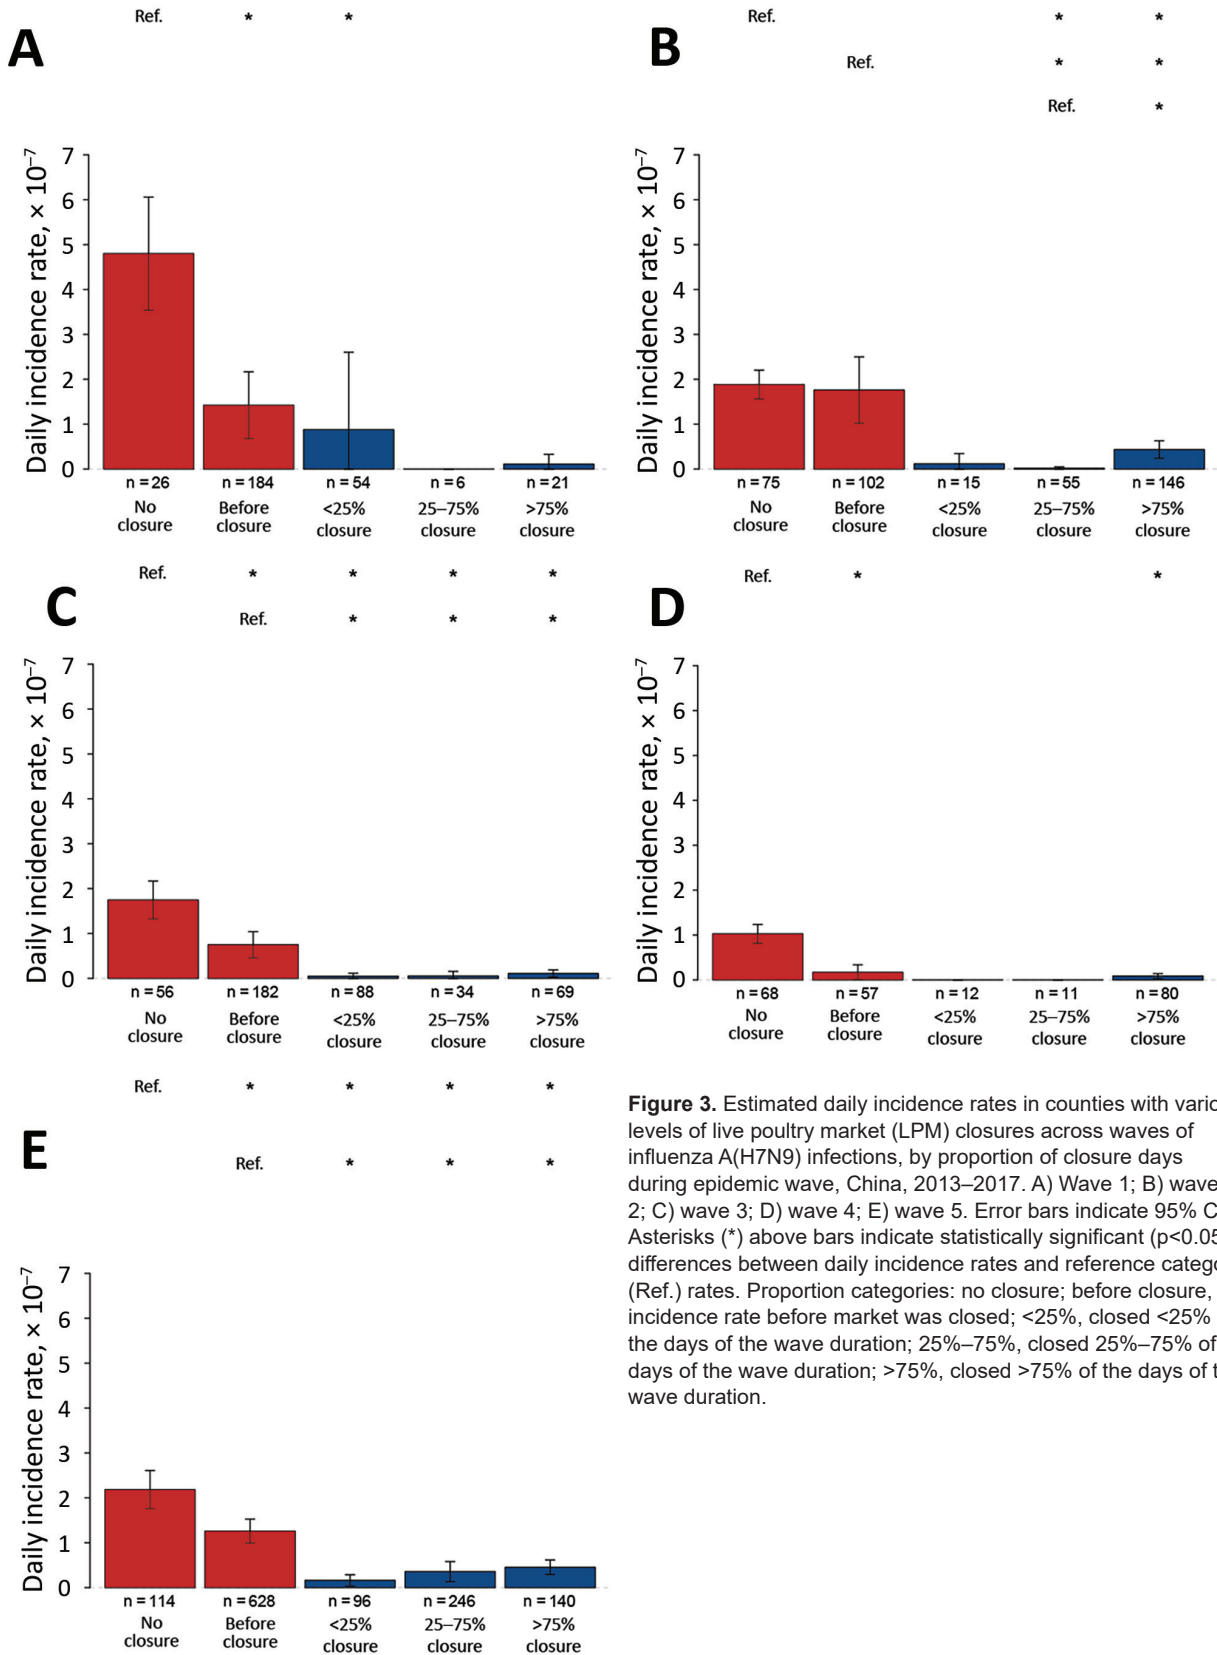 Ref. * *
A
Daily incidence rate, × 10⁻⁷
7
6
5
4
3
2
1
0
n = 26 n = 184 n = 54 n = 6 n = 21
No Before <25% 25–75% >75%
closure closure closure closure closure
Ref. * *
Ref. * *
Ref. *
B
Daily incidence rate, × 10⁻⁷
7
6
5
4
3
2
1
0
n = 75 n = 102 n = 15 n = 55 n = 146
No Before <25% 25–75% >75%
closure closure closure closure closure
Ref. * * * *
Ref. * * *
C
Daily incidence rate, × 10⁻⁷
7
6
5
4
3
2
1
0
n = 56 n = 182 n = 88 n = 34 n = 69
No Before <25% 25–75% >75%
closure closure closure closure closure
Ref. * *
D
Daily incidence rate, × 10⁻⁷
7
6
5
4
3
2
1
0
n = 68 n = 57 n = 12 n = 11 n = 80
No Before <25% 25–75% >75%
closure closure closure closure closure
Ref. * * * *
Ref. * * *
E
Daily incidence rate, × 10⁻⁷
7
6
5
4
3
2
1
0
n = 114 n = 628 n = 96 n = 246 n = 140
No Before <25% 25–75% >75%
closure closure closure closure closure
Figure 3. Estimated daily incidence rates in counties with vario
levels of live poultry market (LPM) closures across waves of
influenza A(H7N9) infections, by proportion of closure days
during epidemic wave, China, 2013–2017. A) Wave 1; B) wave
2; C) wave 3; D) wave 4; E) wave 5. Error bars indicate 95% C
Asterisks (*) above bars indicate statistically significant (p<0.05
differences between daily incidence rates and reference catego
(Ref.) rates. Proportion categories: no closure; before closure,
incidence rate before market was closed; <25%, closed <25%
the days of the wave duration; 25%–75%, closed 25%–75% of
days of the wave duration; >75%, closed >75% of the days of t
wave duration.